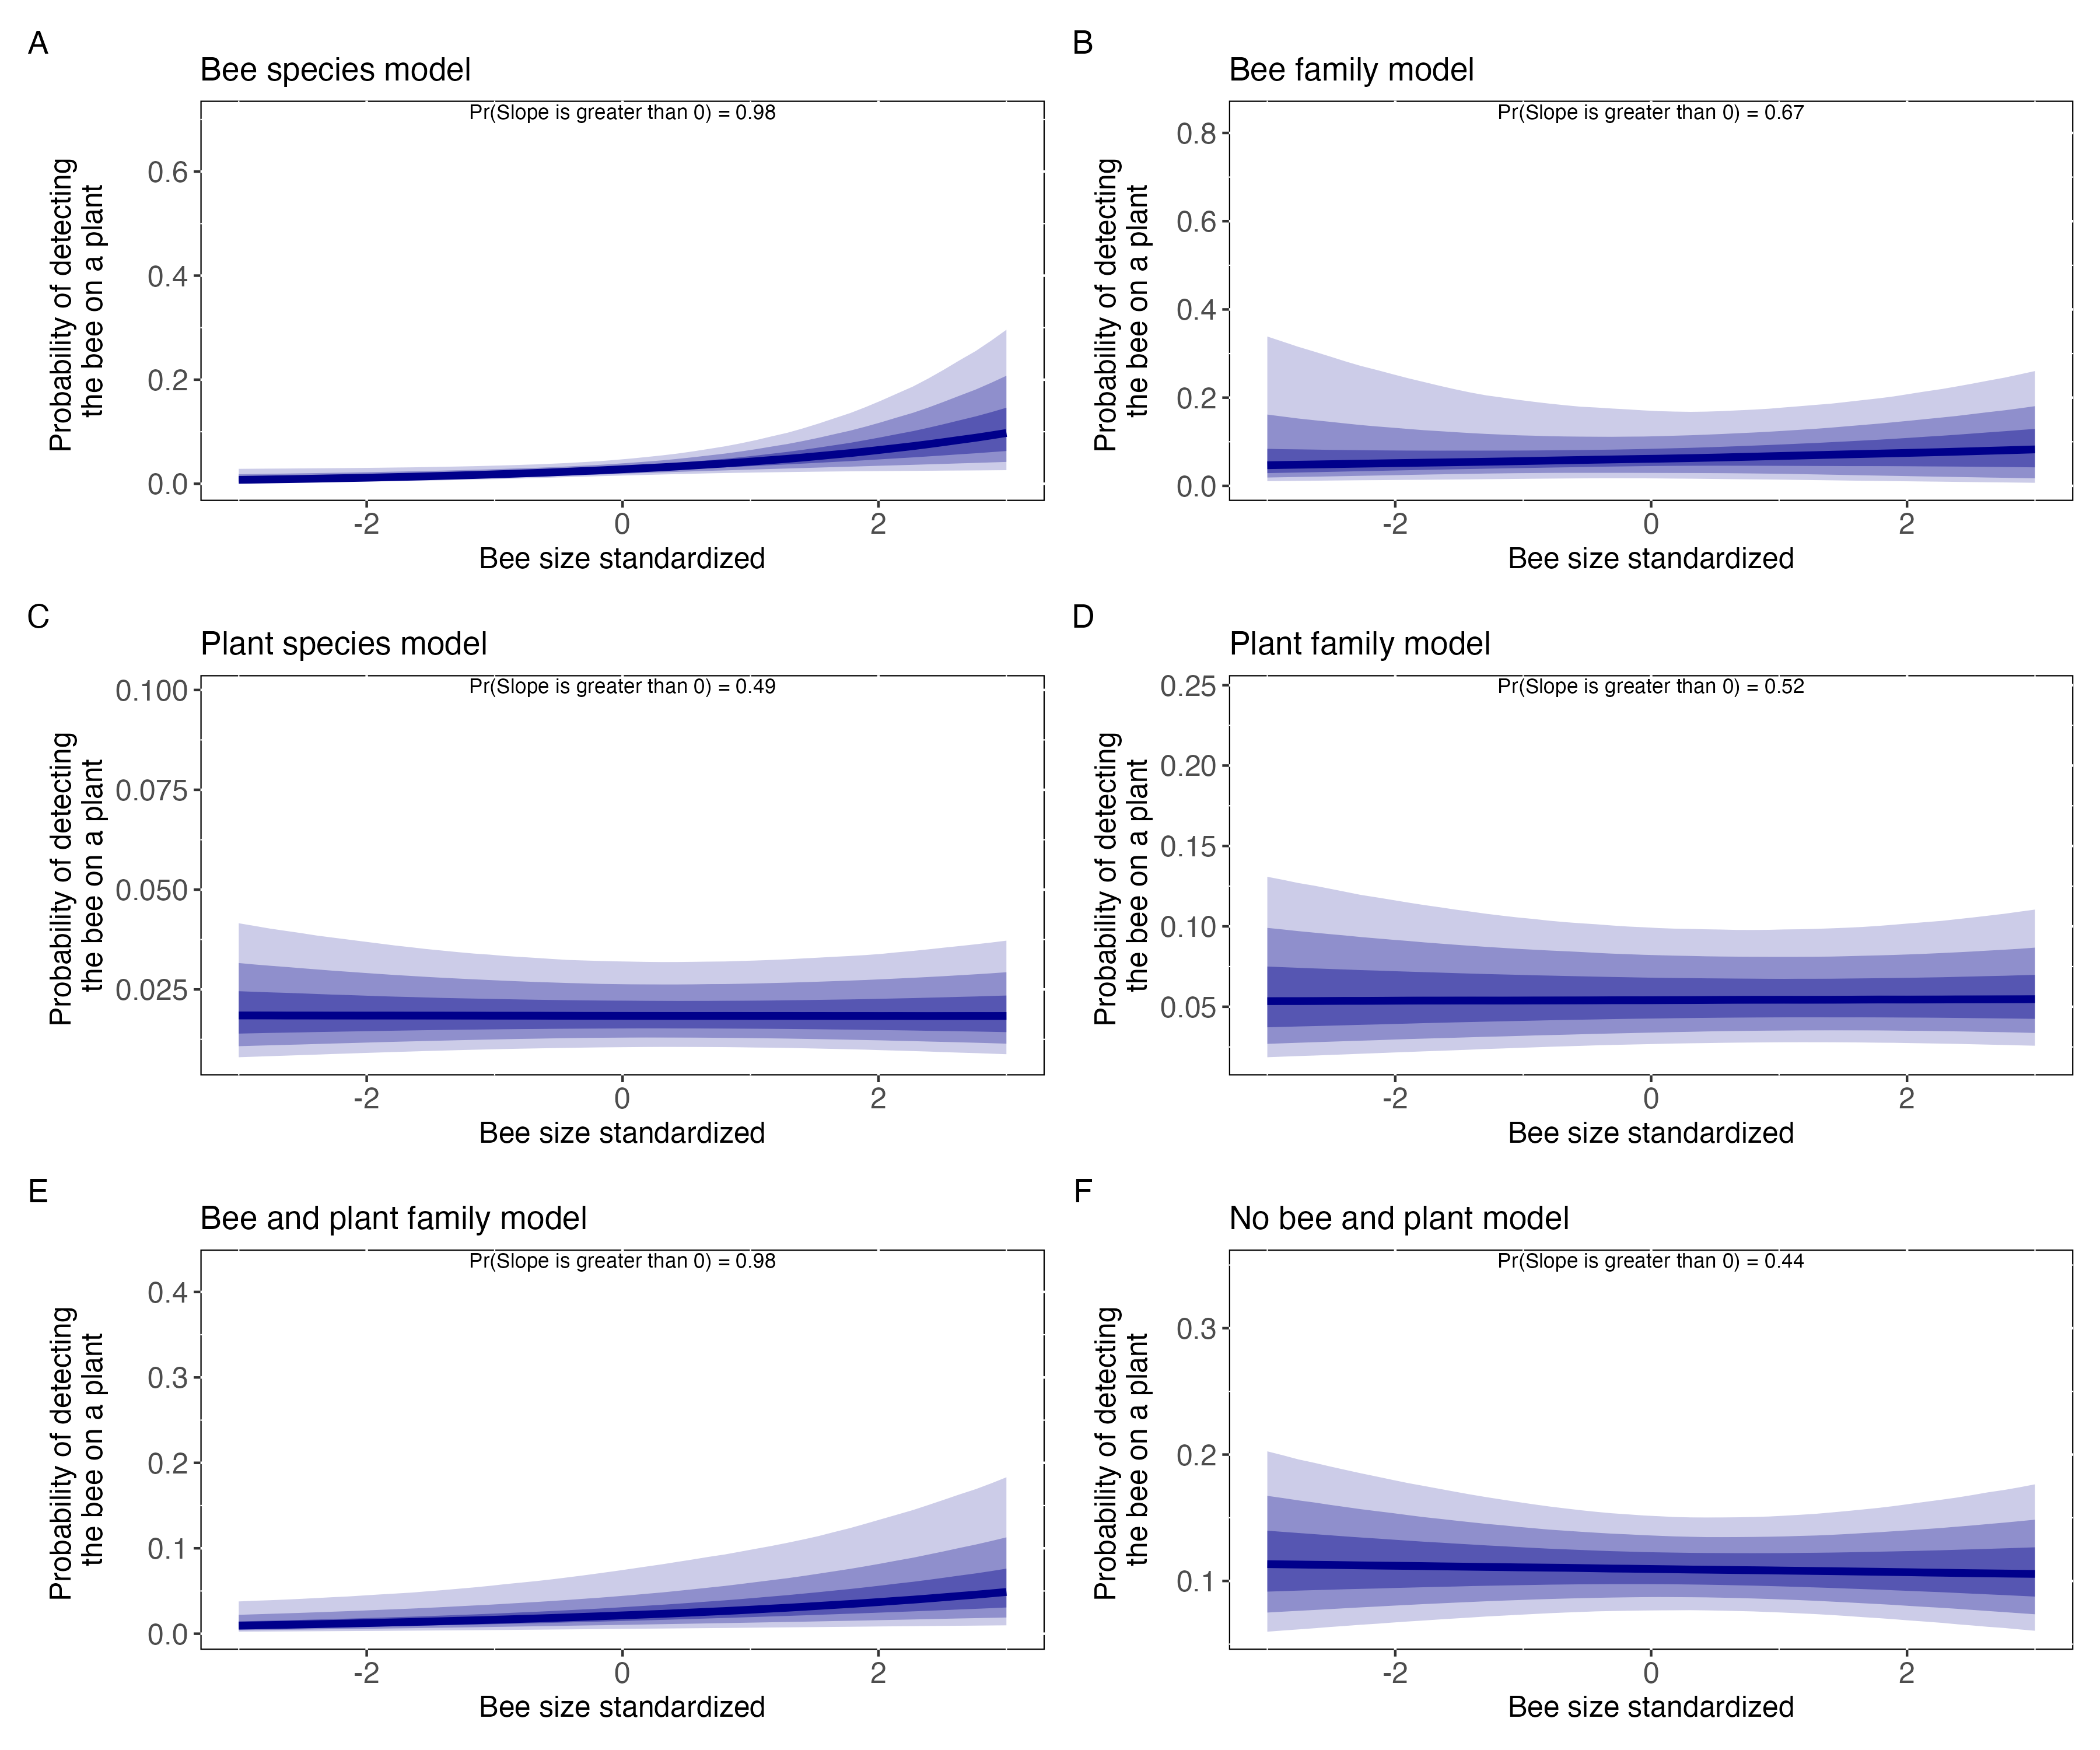 A
Bee species model
Pr(Slope is greater than 0) = 0.98
Probability of detecting
the bee on a plant
0.6
0.4
0.2
0.0
-2
0
2
Bee size standardized
B
Bee family model
Pr(Slope is greater than 0) = 0.67
Probability of detecting
the bee on a plant
0.8
0.6
0.4
0.2
0.0
-2
0
2
Bee size standardized
C
Plant species model
Pr(Slope is greater than 0) = 0.49
Probability of detecting
the bee on a plant
0.100
0.075
0.050
0.025
-2
0
2
Bee size standardized
D
Plant family model
Pr(Slope is greater than 0) = 0.52
Probability of detecting
the bee on a plant
0.25
0.20
0.15
0.10
0.05
-2
0
2
Bee size standardized
E
Bee and plant family model
Pr(Slope is greater than 0) = 0.98
Probability of detecting
the bee on a plant
0.4
0.3
0.2
0.1
0.0
-2
0
2
Bee size standardized
F
No bee and plant model
Pr(Slope is greater than 0) = 0.44
Probability of detecting
the bee on a plant
0.3
0.2
0.1
-2
0
2
Bee size standardized